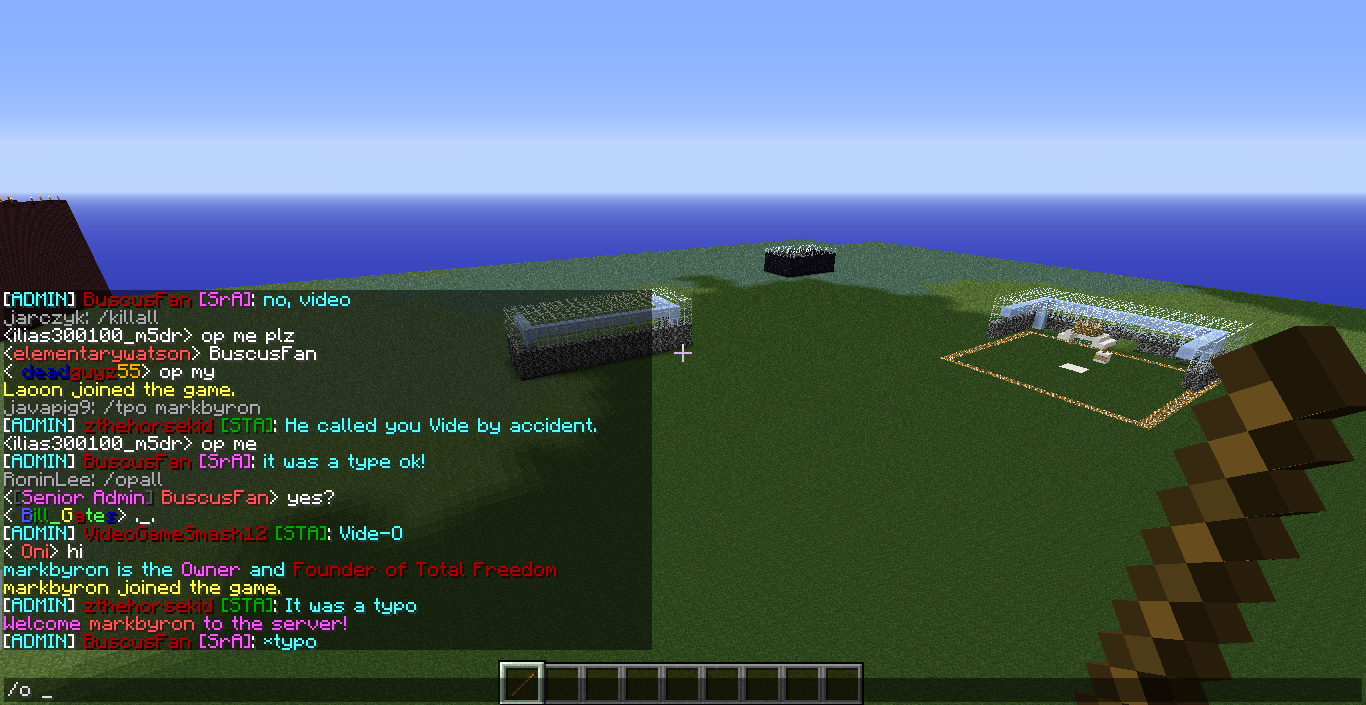 [ADMIN] BuscusFan [SrA]: no, video
jarczyk: /killall
<ilias300100_m5dr> op me plz
<elementarywatson> BuscusFan
< deadguyz55> op my
Laoon joined the game.
javapig9: /tpo markbyron
[ADMIN] zthehorsekid [STA]: He called you Vide by accident.
<ilias300100_m5dr> op me
[ADMIN] BuscusFan [SrA]: it was a type ok!
RoninLee: /opall
<[Senior Admin] BuscusFan> yes?
< Bill_Gates> ._.
[ADMIN] VideoGameSmash12 [STA]: Vide-O
< Oni> hi
markbyron is the Owner and Founder of Total Freedom
markbyron joined the game.
[ADMIN] zthehorsekid [STA]: It was a typo
Welcome markbyron to the server!
[ADMIN] BuscusFan [SrA]: *typo
/o _